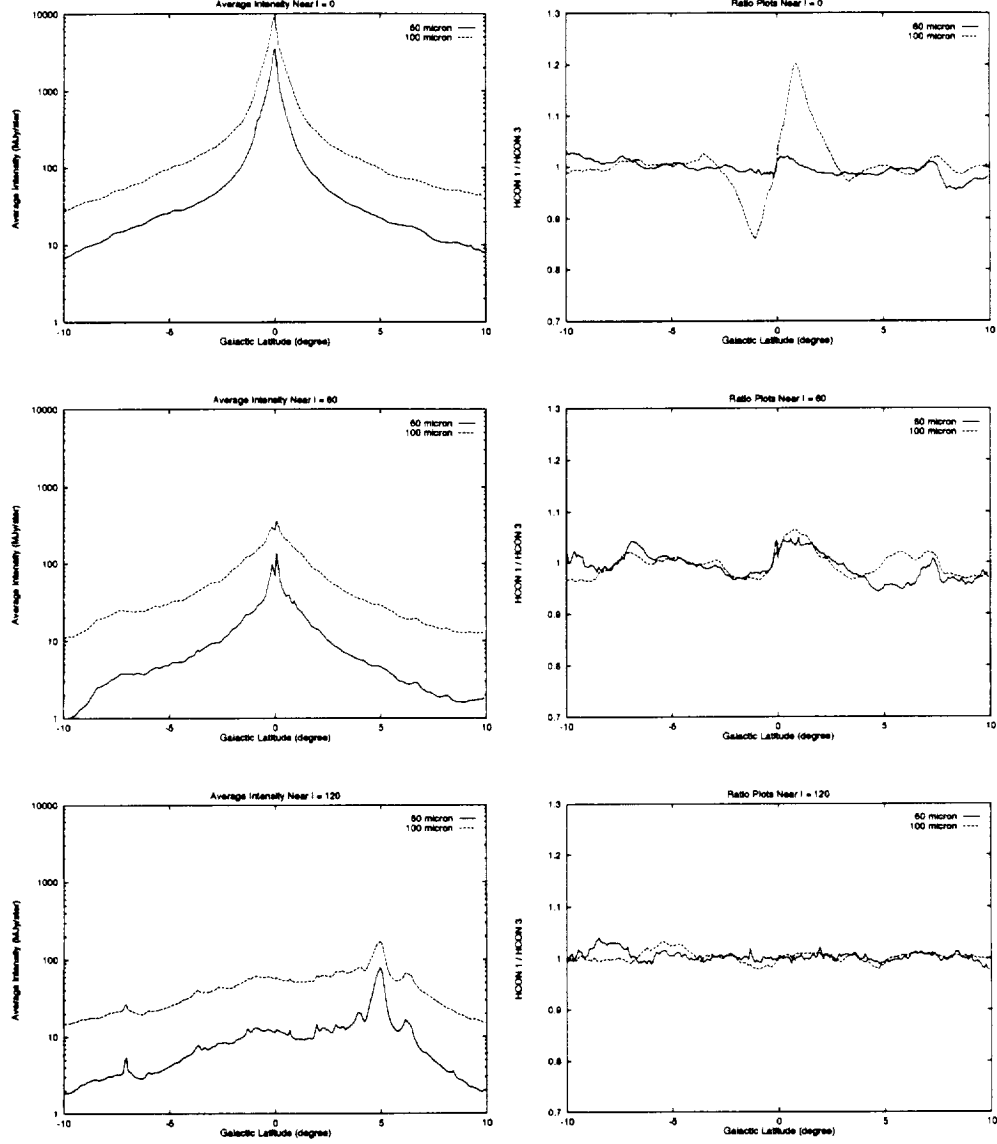 Average Intensity Near l = 0
Average Intensity (MJy/ster)
10000
1000
100
10
1
60 micron
100 micron
-10
-5
0
5
10
Galactic Latitude (degree)
Ratio Plots Near l = 0
HCON 1 / HCON 3
1.3
1.2
1.1
1
0.9
0.8
0.7
60 micron
100 micron
-10
-5
0
5
10
Galactic Latitude (degree)
Average Intensity Near l = 60
Average Intensity (MJy/ster)
10000
1000
100
10
1
60 micron
100 micron
-10
-5
0
5
10
Galactic Latitude (degree)
Ratio Plots Near l = 60
HCON 1 / HCON 3
1.3
1.2
1.1
1
0.9
0.8
0.7
60 micron
100 micron
-10
-5
0
5
10
Galactic Latitude (degree)
Average Intensity Near l = 120
Average Intensity (MJy/ster)
10000
1000
100
10
1
60 micron
100 micron
-10
-5
0
5
10
Galactic Latitude (degree)
Ratio Plots Near l = 120
HCON 1 / HCON 3
1.3
1.2
1.1
1
0.9
0.8
0.7
60 micron
100 micron
-10
-5
0
5
10
Galactic Latitude (degree)